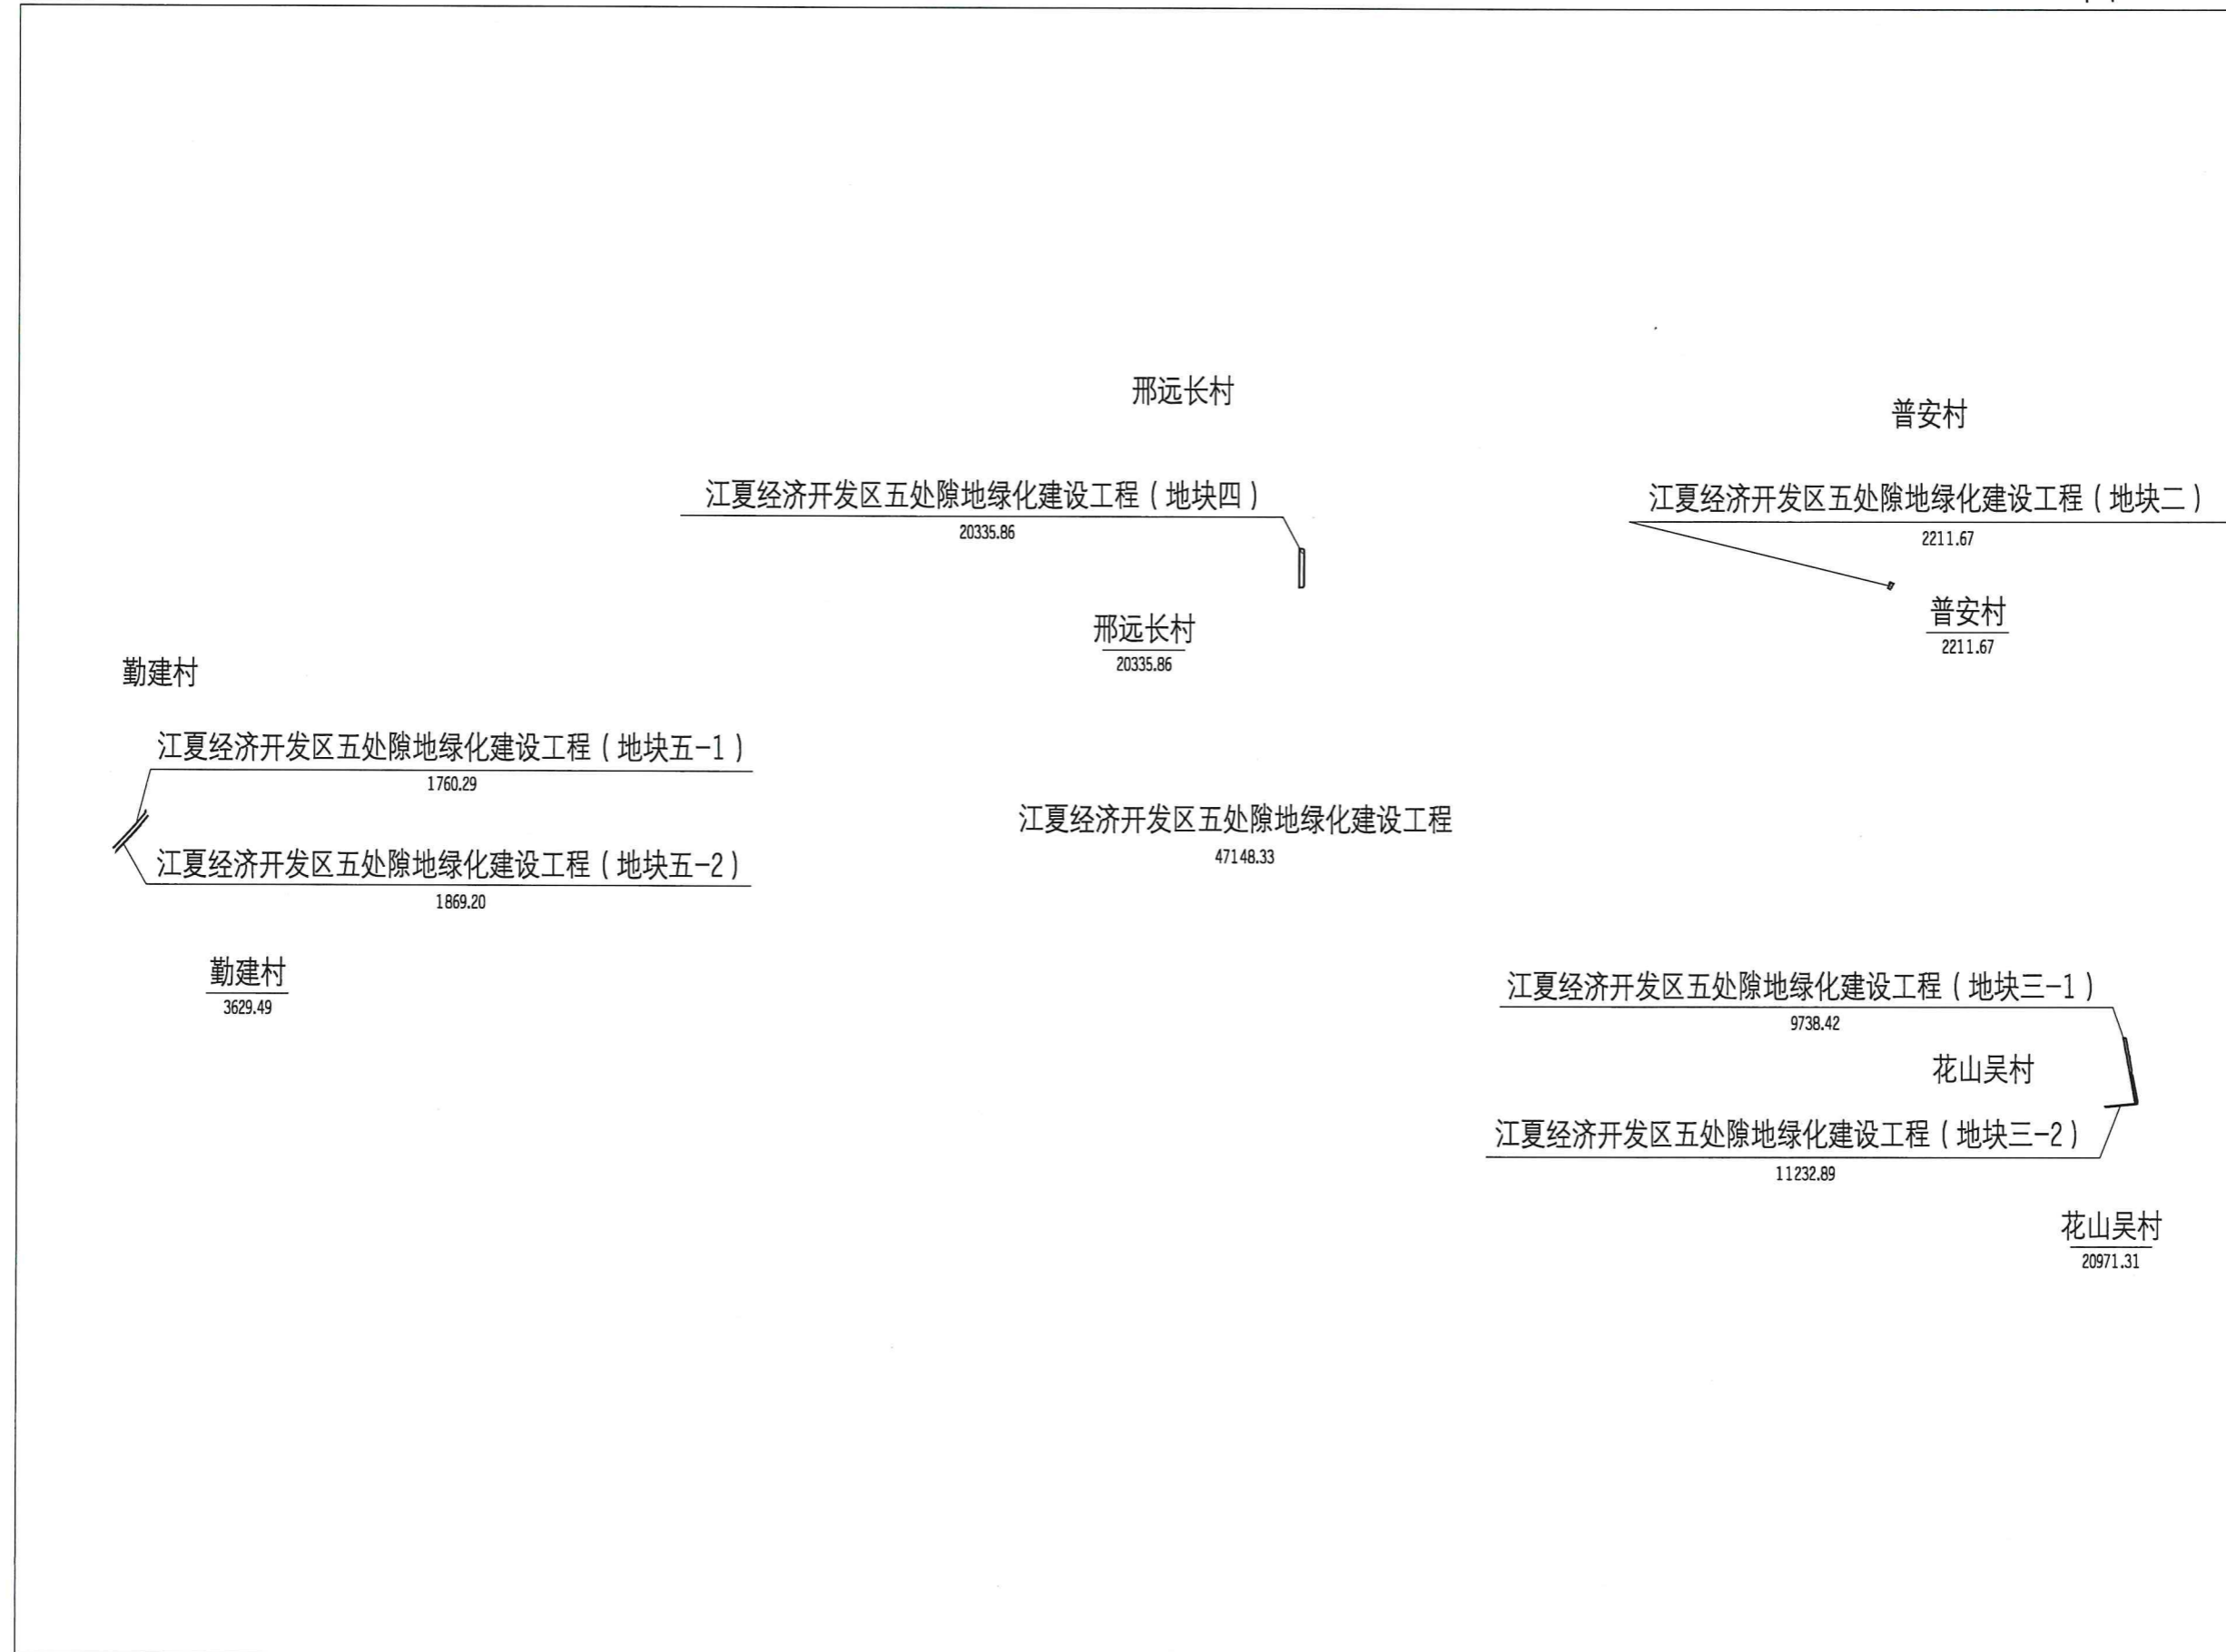 邢远长村
普安村
江夏经济开发区五处隙地绿化建设工程（地块四）
20335.86
江夏经济开发区五处隙地绿化建设工程（地块二）
2211.67
邢远长村
20335.86
普安村
2211.67
勤建村
江夏经济开发区五处隙地绿化建设工程（地块五-1）
1760.29
江夏经济开发区五处隙地绿化建设工程
47148.33
江夏经济开发区五处隙地绿化建设工程（地块五-2）
1869.20
勤建村
3629.49
江夏经济开发区五处隙地绿化建设工程（地块三-1）
9738.42
花山吴村
江夏经济开发区五处隙地绿化建设工程（地块三-2）
11232.89
花山吴村
20971.31